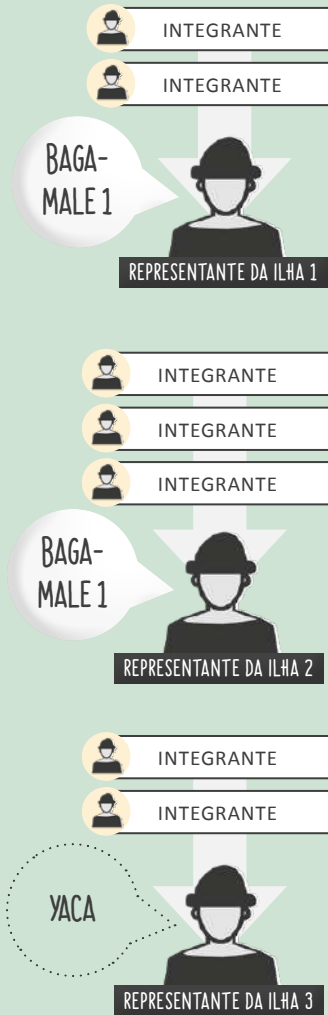 INTEGRANTE
INTEGRANTE
BAGA-
MALE 1
REPRESENTANTE DA ILHA 1
INTEGRANTE
INTEGRANTE
INTEGRANTE
BAGA-
MALE 1
REPRESENTANTE DA ILHA 2
INTEGRANTE
INTEGRANTE
YACA
REPRESENTANTE DA ILHA 3